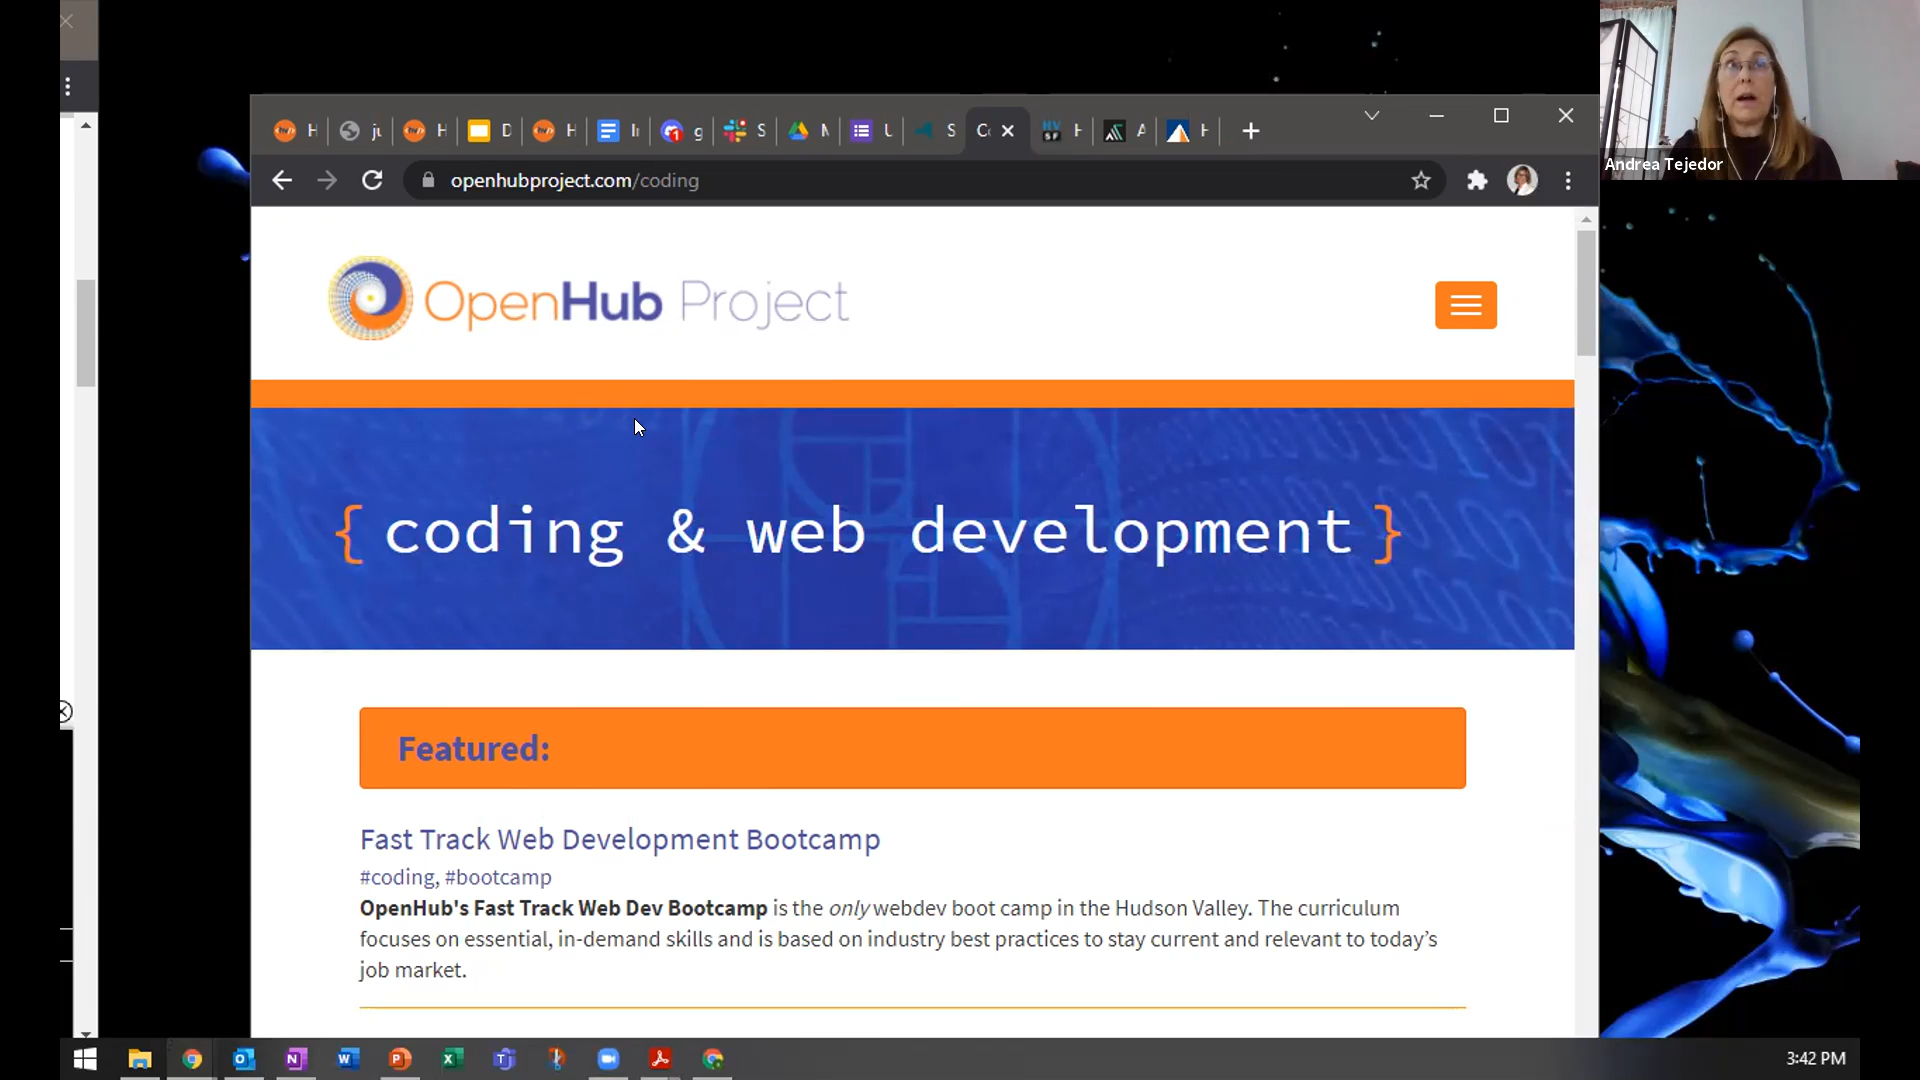 H
ju
H
D
H
I
g
S
M
U
S
C
H
A
H
openhubproject.com/coding
Andrea Tejedor
OpenHub Project
{ coding & web development }
Featured:
Fast Track Web Development Bootcamp
#coding, #bootcamp
OpenHub's Fast Track Web Dev Bootcamp is the only webdev boot camp in the Hudson Valley. The curriculum
focuses on essential, in-demand skills and is based on industry best practices to stay current and relevant to today's
job market.
3:42 PM